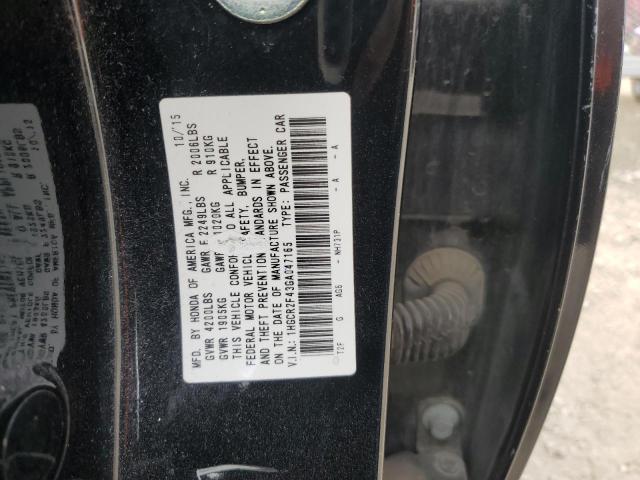 MFD. BY HONDA OF AMERICA MFG., INC. 10/15
GVWR 4200LBS GAWR F 2249LBS R 2006LBS
GVWR 1905KG GAWR 1020KG R 910KG
THIS VEHICLE CONFO O ALL APPLICABLE
FEDERAL MOTOR VEHICL AFETY, BUMPER,
AND THEFT PREVENTION ANDARDS IN EFFECT
ON THE DATE OF MANUFACTURE SHOWN ABOVE.
V.I.N.: 1HGCR2F43GA047165 TYPE: PASSENGER CAR
T2F G AG6 - NH731P - A - A